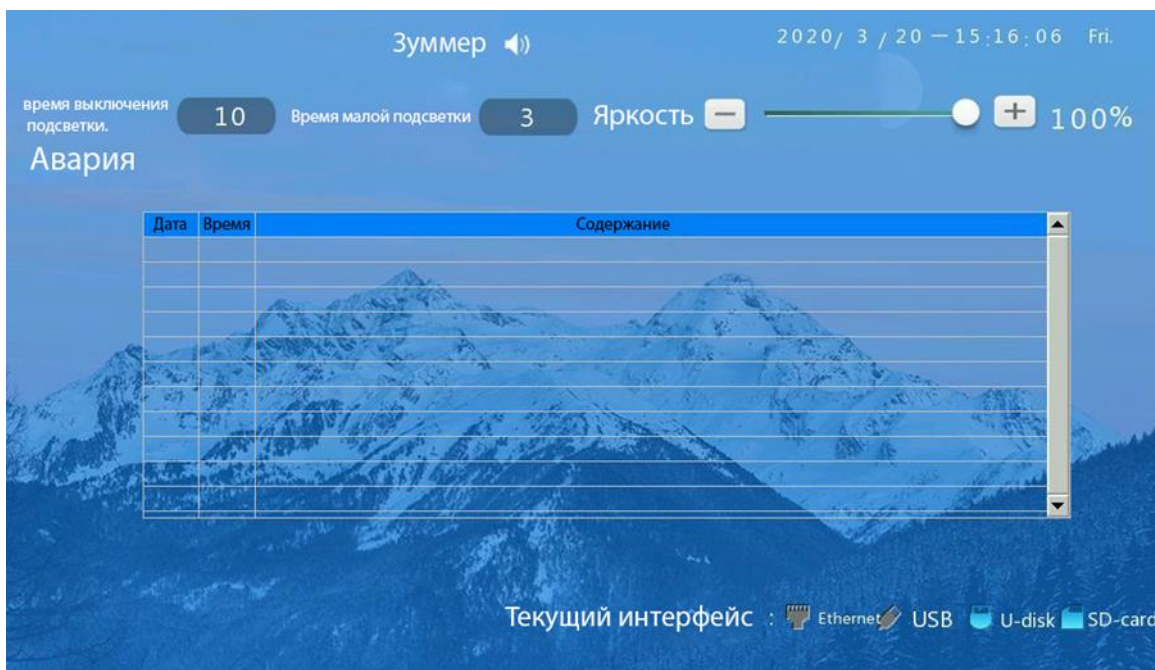 Зуммер
2020/ 3 / 20 — 15:16:06 Fri.
время выключения
подсветки.
10
Время малой подсветки
3
Яркость − + 100%
Авария
Дата Время Содержание
Текущий интерфейс : Ethernet USB U-disk SD-card